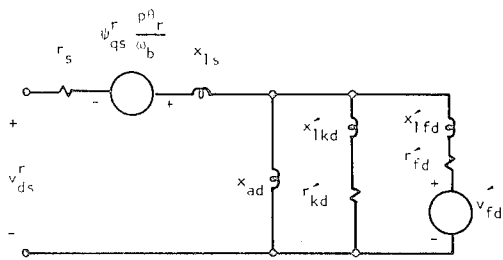 ψ^r_qs pθ_r/ω_b
r_s
x_ls
- +
+
v^r_ds
-
x_ad
x'_lkd
r'_kd
x'_lfd
r'_fd
+
v'_fd
-